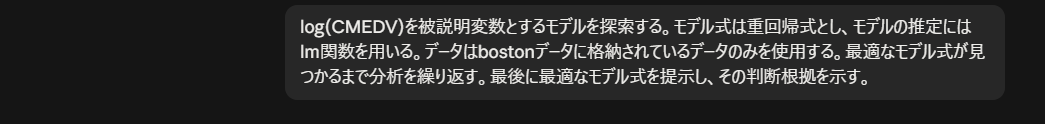 log(CMEDV)を被説明変数とするモデルを探索する。モデル式は重回帰式とし、モデルの推定には
lm関数を用いる。データはbostonデータに格納されているデータのみを使用する。最適なモデル式が見
つかるまで分析を繰り返す。最後に最適なモデル式を提示し、その判断根拠を示す。